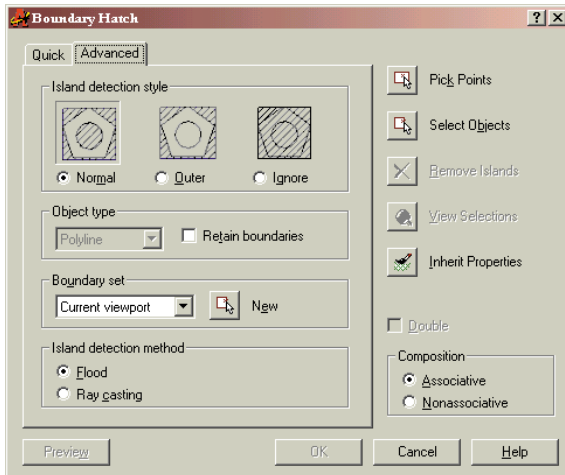 Boundary Hatch
Quick Advanced
Island detection style
Normal Outer Ignore
Object type
Polyline Retain boundaries
Boundary set
Current viewport New
Island detection method
Flood
Ray casting
Pick Points
Select Objects
Remove Islands
View Selections
Inherit Properties
Double
Composition
Associative
Nonassociative
Preview OK Cancel Help